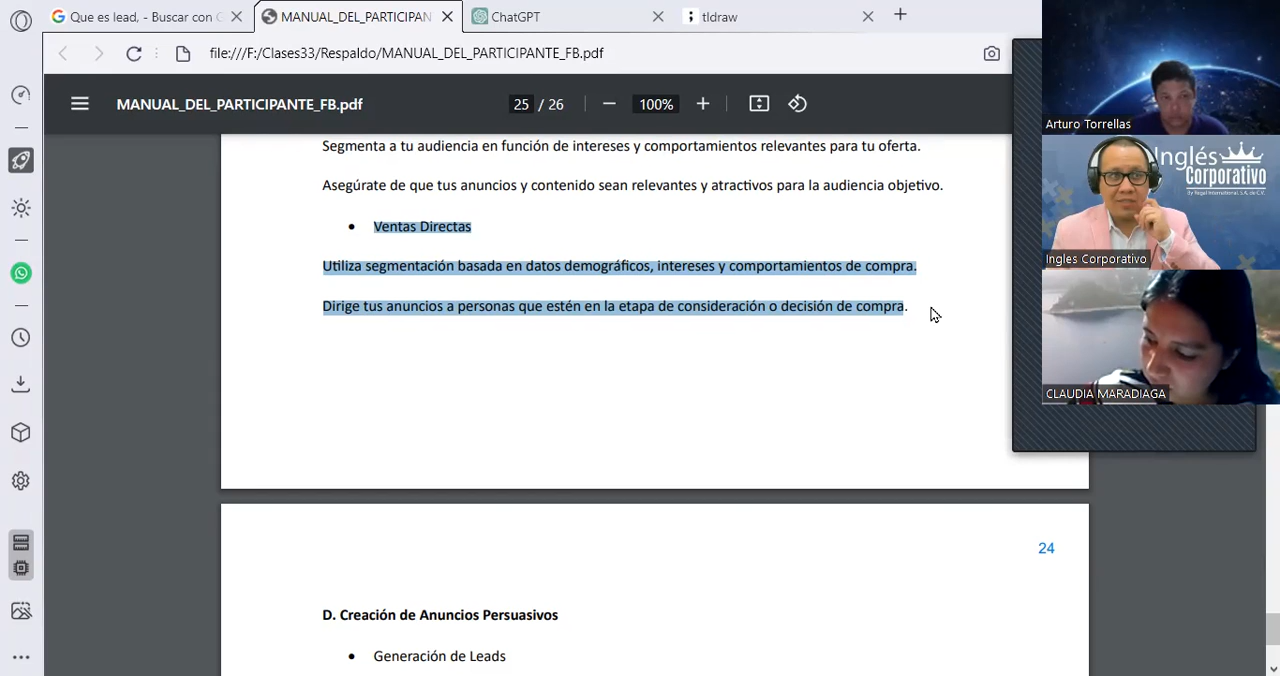 Que es lead, - Buscar con G
MANUAL_DEL_PARTICIPAN
ChatGPT
tldraw
file:///F:/Clases33/Respaldo/MANUAL_DEL_PARTICIPANTE_FB.pdf
MANUAL_DEL_PARTICIPANTE_FB.pdf
25 / 26
100%
Segmenta a tu audiencia en función de intereses y comportamientos relevantes para tu oferta.
Asegúrate de que tus anuncios y contenido sean relevantes y atractivos para la audiencia objetivo.
• Ventas Directas
Utiliza segmentación basada en datos demográficos, intereses y comportamientos de compra.
Dirige tus anuncios a personas que estén en la etapa de consideración o decisión de compra.
24
D. Creación de Anuncios Persuasivos
• Generación de Leads
Arturo Torrellas
Inglés
Corporativo
By Regal International, S.A. de C.V.
Ingles Corporativo
CLAUDIA MARADIAGA